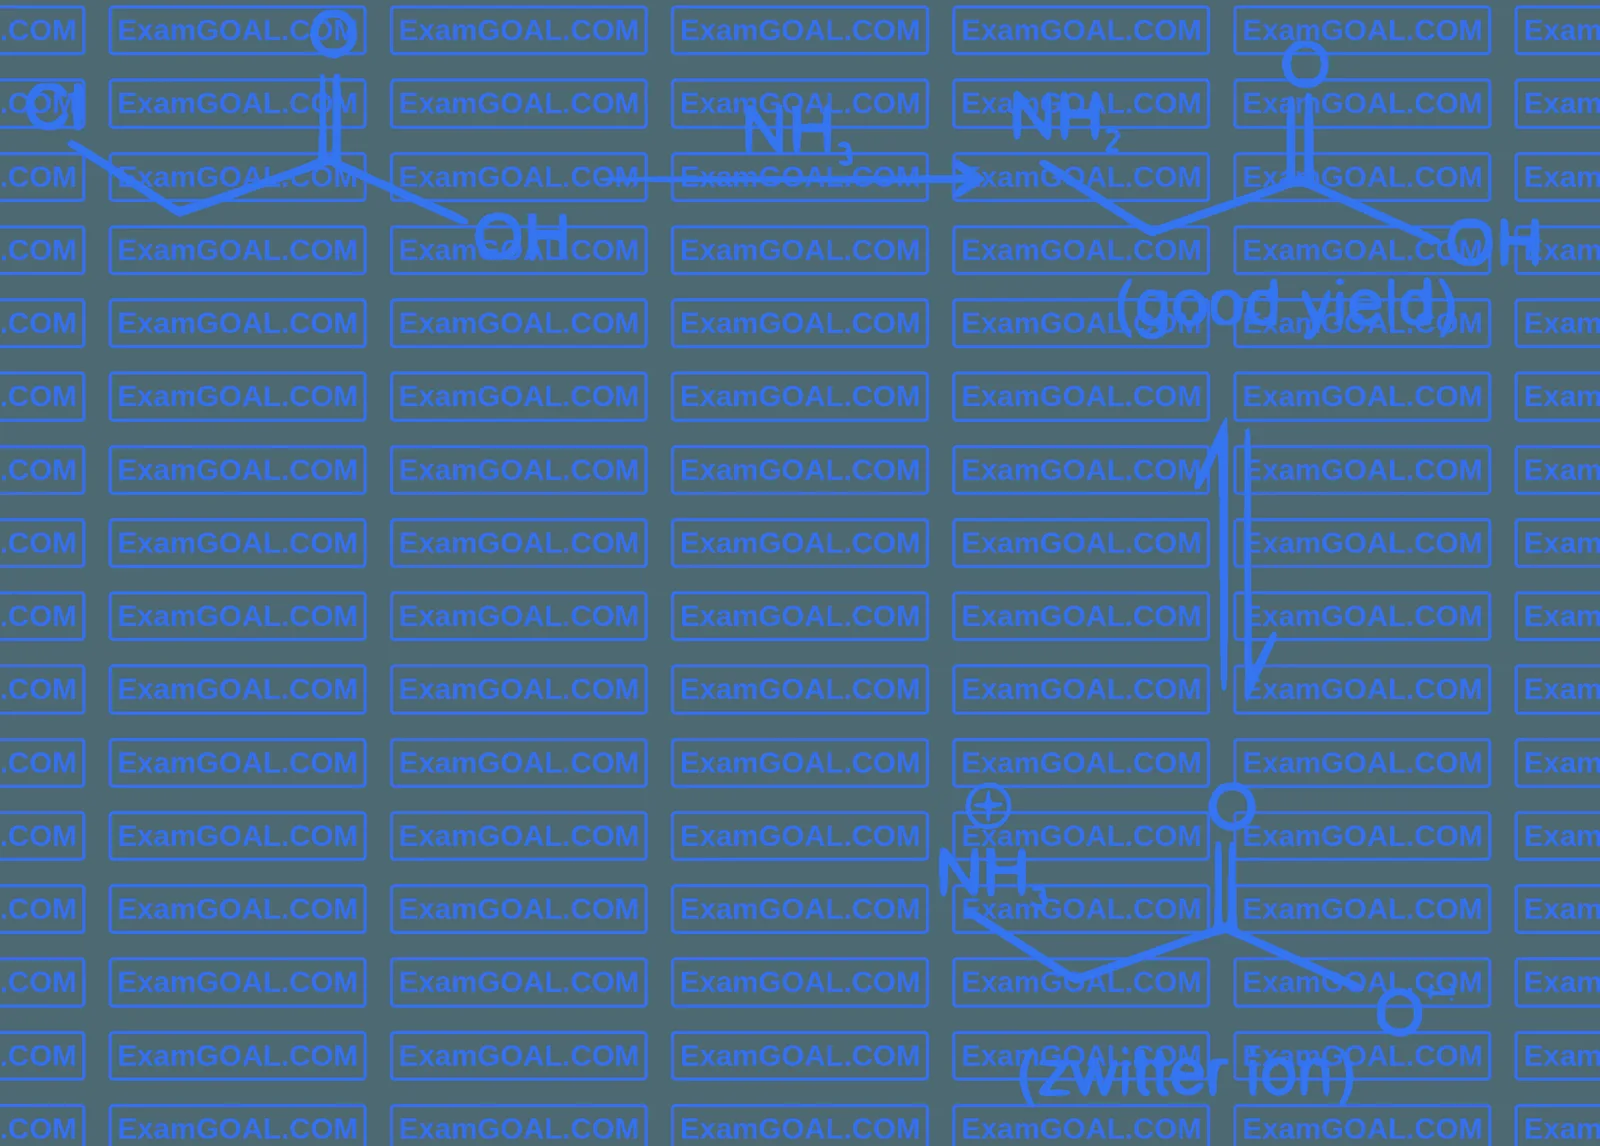 O
Cl
OH
NH3
NH2
O
OH
(good yield)
⊕
NH3
O
O-
(zwitter ion)
ExamGOAL.COM